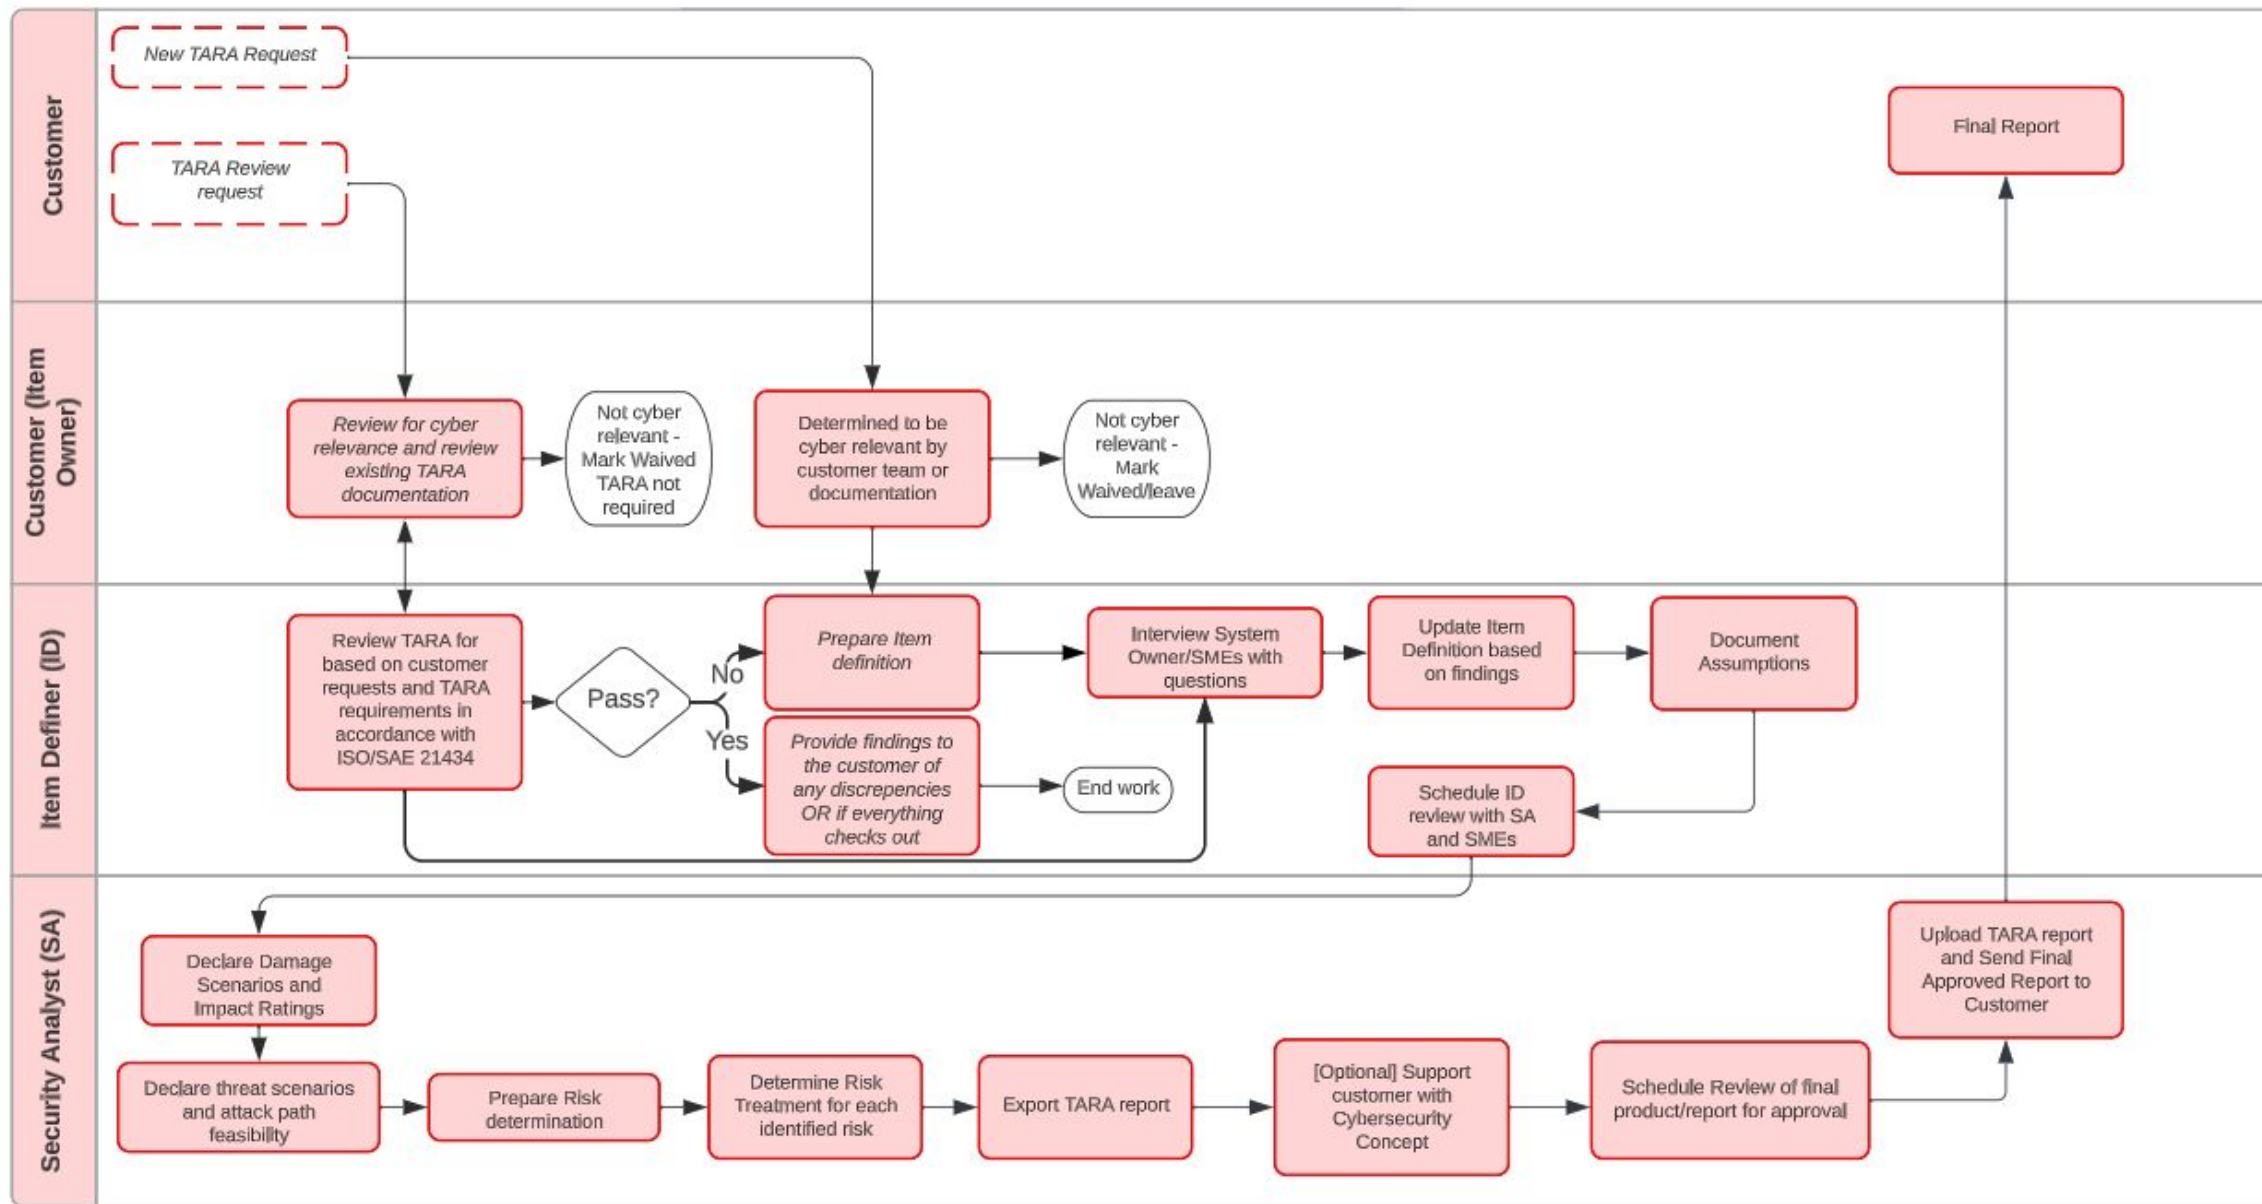 Customer
New TARA Request
TARA Review
request
Final Report
Customer (Item
Owner)
Review for cyber
relevance and review
existing TARA
documentation
Not cyber
relevant -
Mark Waived
TARA not
required
Determined to be
cyber relevant by
customer team or
documentation
Not cyber
relevant -
Mark
Waived/leave
Item Definer (ID)
Review TARA for
based on customer
requests and TARA
requirements in
accordance with
ISO/SAE 21434
Pass?
No
Yes
Prepare Item
definition
Provide findings to
the customer of
any discrepencies
OR if everything
checks out
End work
Interview System
Owner/SMEs with
questions
Update Item
Definition based
on findings
Document
Assumptions
Schedule ID
review with SA
and SMEs
Security Analyst (SA)
Declare Damage
Scenarios and
Impact Ratings
Declare threat scenarios
and attack path
feasibility
Prepare Risk
determination
Determine Risk
Treatment for each
identified risk
Export TARA report
[Optional] Support
customer with
Cybersecurity
Concept
Schedule Review of final
product/report for approval
Upload TARA report
and Send Final
Approved Report to
Customer